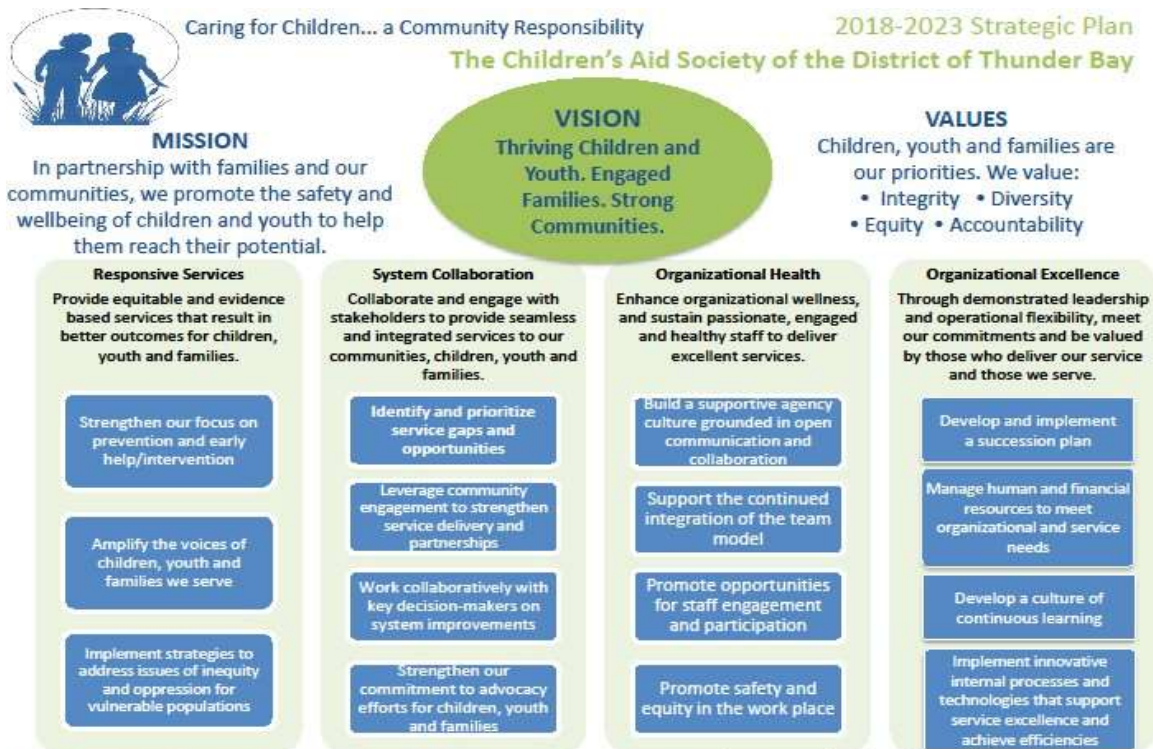 Caring for Children... a Community Responsibility
2018-2023 Strategic Plan
The Children's Aid Society of the District of Thunder Bay
MISSION
In partnership with families and our
communities, we promote the safety and
wellbeing of children and youth to help
them reach their potential.
VISION
Thriving Children and
Youth. Engaged
Families. Strong
Communities.
VALUES
Children, youth and families are
our priorities. We value:
• Integrity • Diversity
• Equity • Accountability
Responsive Services
Provide equitable and evidence
based services that result in
better outcomes for children,
youth and families.
Strengthen our focus on
prevention and early
help/intervention
Amplify the voices of
children, youth and
families we serve
Implement strategies to
address issues of inequity
and oppression for
vulnerable populations
System Collaboration
Collaborate and engage with
stakeholders to provide seamless
and integrated services to our
communities, children, youth and
families.
Identify and prioritize
service gaps and
opportunities
Leverage community
engagement to strengthen
service delivery and
partnerships
Work collaboratively with
key decision-makers on
system improvements
Strengthen our
commitment to advocacy
efforts for children, youth
and families
Organizational Health
Enhance organizational wellness,
and sustain passionate, engaged
and healthy staff to deliver
excellent services.
Build a supportive agency
culture grounded in open
communication and
collaboration
Support the continued
integration of the team
model
Promote opportunities
for staff engagement
and participation
Promote safety and
equity in the work place
Organizational Excellence
Through demonstrated leadership
and operational flexibility, meet
our commitments and be valued
by those who deliver our service
and those we serve.
Develop and implement
a succession plan
Manage human and financial
resources to meet
organizational and service
needs
Develop a culture of
continuous learning
Implement innovative
internal processes and
technologies that support
service excellence and
achieve efficiencies